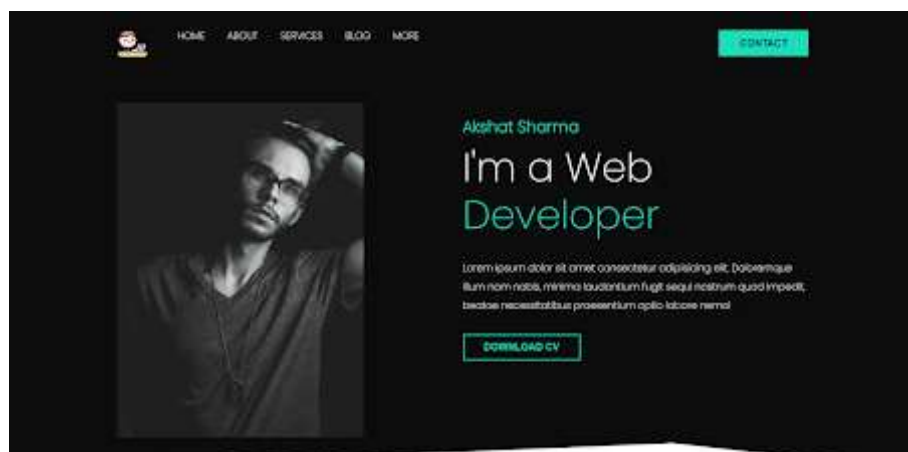 HOME ABOUT SERVICES BLOG MORE
CONTACT
Akshat Sharma
I'm a Web
Developer
Lorem ipsum dolor sit amet consectetur adipisicing elit. Doloremque
illum nam nobis, minima laudantium fugit sequi nostrum quod impedit,
beatae necessitatibus praesentium optio labore nemo!
DOWNLOAD CV